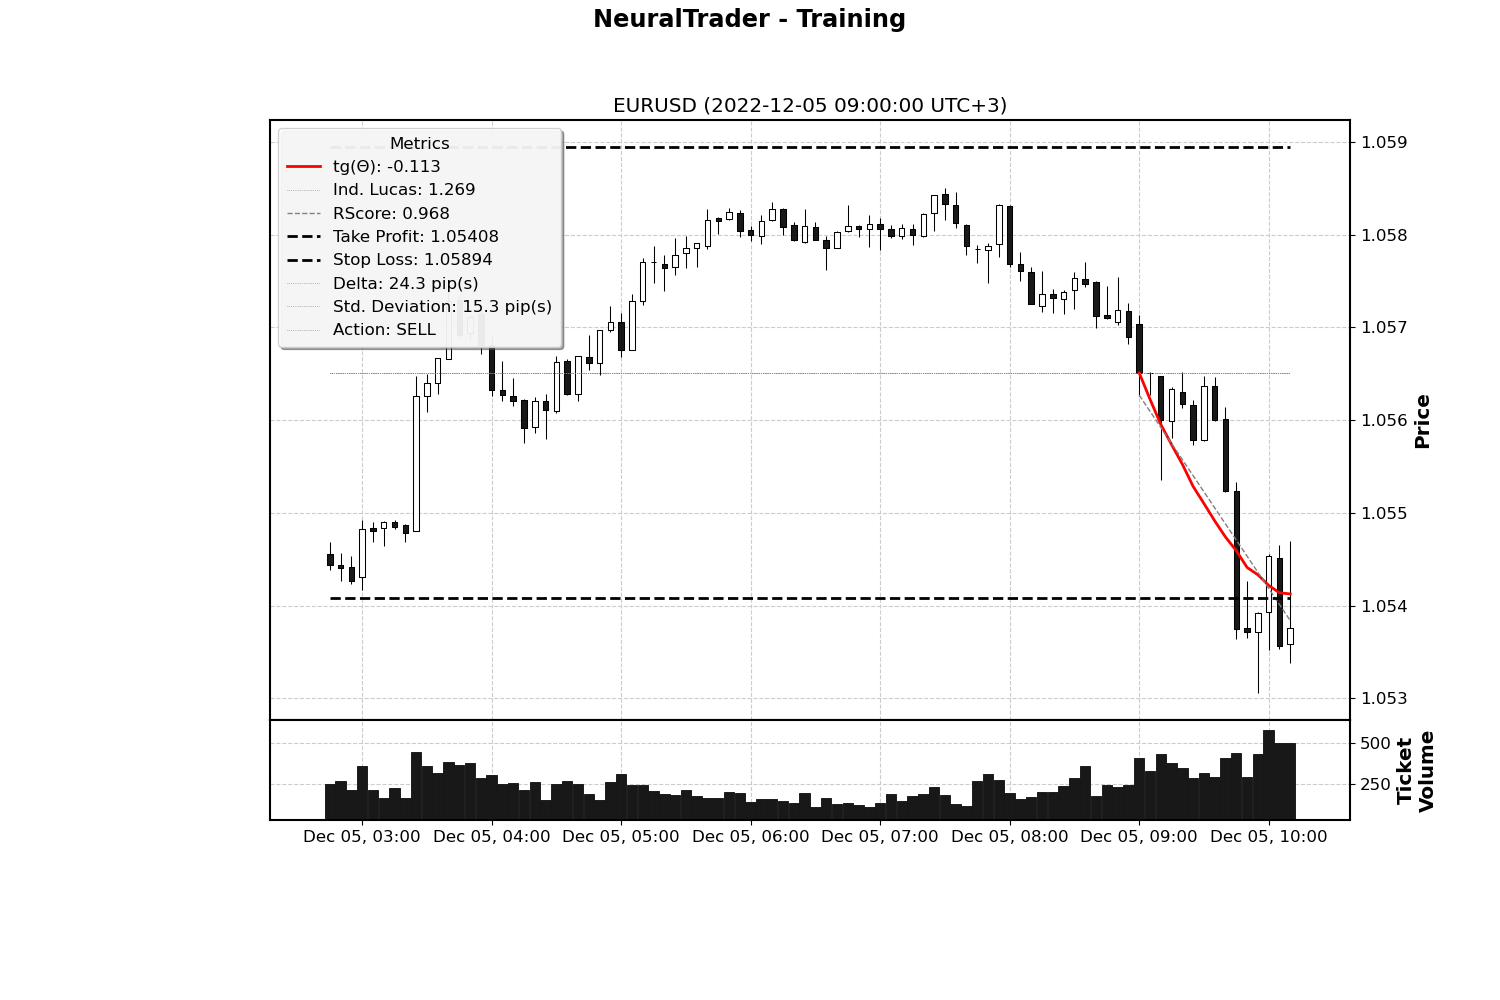 NeuralTrader - Training
EURUSD (2022-12-05 09:00:00 UTC+3)
Metrics
tg(Θ): -0.113
Ind. Lucas: 1.269
RScore: 0.968
Take Profit: 1.05408
Stop Loss: 1.05894
Delta: 24.3 pip(s)
Std. Deviation: 15.3 pip(s)
Action: SELL
1.059
1.058
1.057
1.056
1.055
1.054
1.053
Price
500
250
Ticket
Volume
Dec 05, 03:00
Dec 05, 04:00
Dec 05, 05:00
Dec 05, 06:00
Dec 05, 07:00
Dec 05, 08:00
Dec 05, 09:00
Dec 05, 10:00